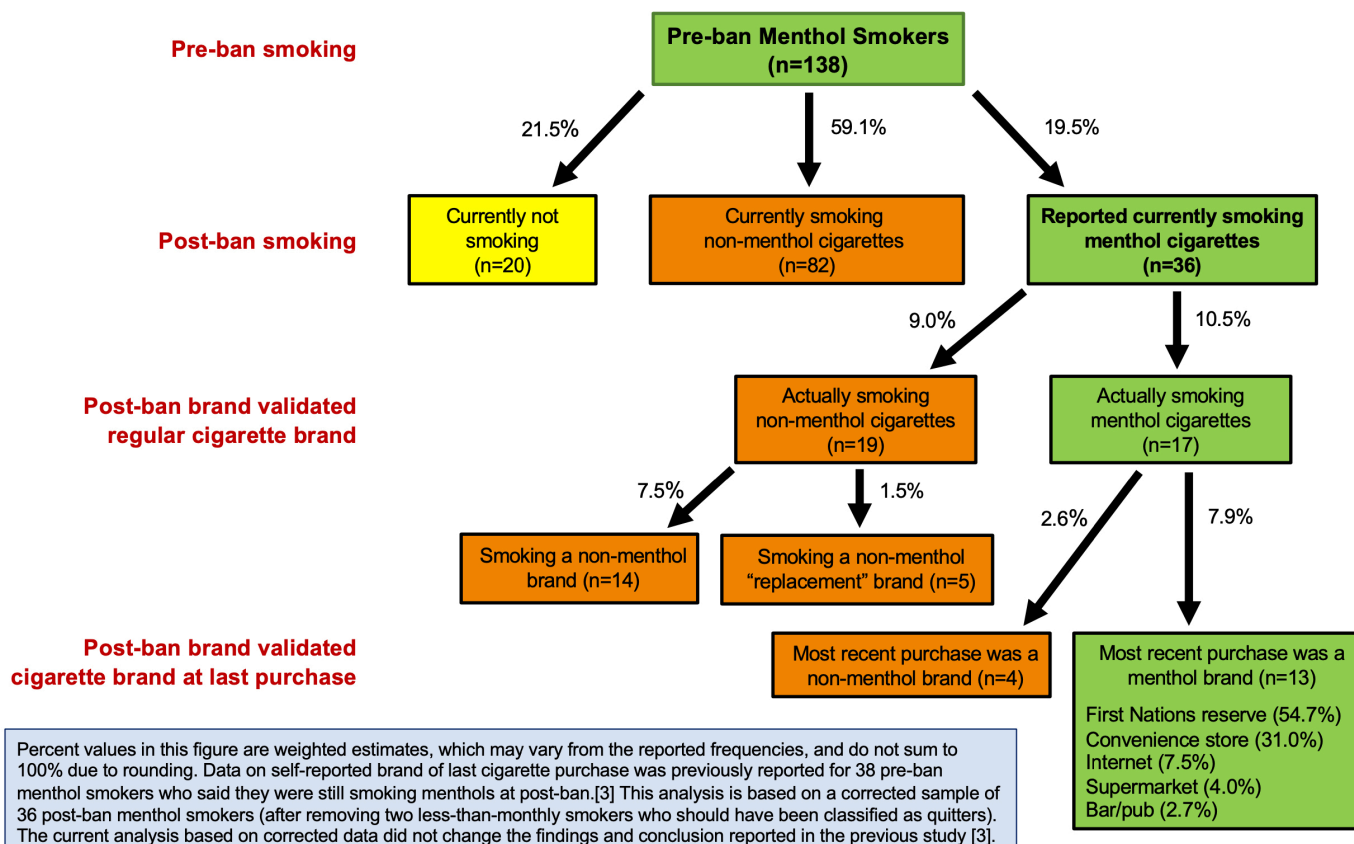 Pre-ban smoking
Pre-ban Menthol Smokers
(n=138)
21.5%
59.1%
19.5%
Post-ban smoking
Currently not
smoking
(n=20)
Currently smoking
non-menthol cigarettes
(n=82)
Reported currently smoking
menthol cigarettes
(n=36)
9.0%
10.5%
Post-ban brand validated
regular cigarette brand
Actually smoking
non-menthol cigarettes
(n=19)
Actually smoking
menthol cigarettes
(n=17)
7.5%
1.5%
2.6%
7.9%
Smoking a non-menthol
brand (n=14)
Smoking a non-menthol
“replacement” brand (n=5)
Post-ban brand validated
cigarette brand at last purchase
Most recent purchase was a
non-menthol brand (n=4)
Most recent purchase was a
menthol brand (n=13)
First Nations reserve (54.7%)
Convenience store (31.0%)
Internet (7.5%)
Supermarket (4.0%)
Bar/pub (2.7%)
Percent values in this figure are weighted estimates, which may vary from the reported frequencies, and do not sum to
100% due to rounding. Data on self-reported brand of last cigarette purchase was previously reported for 38 pre-ban
menthol smokers who said they were still smoking menthols at post-ban.[3] This analysis is based on a corrected sample of
36 post-ban menthol smokers (after removing two less-than-monthly smokers who should have been classified as quitters).
The current analysis based on corrected data did not change the findings and conclusion reported in the previous study [3].